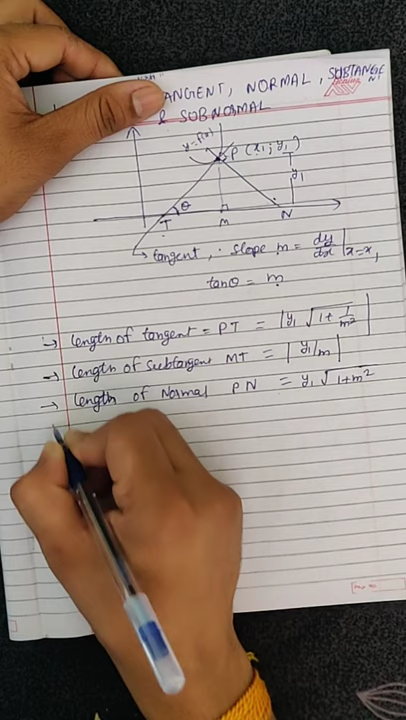 TANGENT, NORMAL, SUBTANGENT
& SUBNORMAL
y=f(x)
P (x₁, y₁)
y₁
θ
T M N
→ tangent, slope m = dy/dx |x=x₁
tanθ = m
→ length of tangent = PT = |y₁ √1+1/m²|
→ length of Subtangent MT = |y₁/m|
→ length of Normal PN = y₁ √1+m²